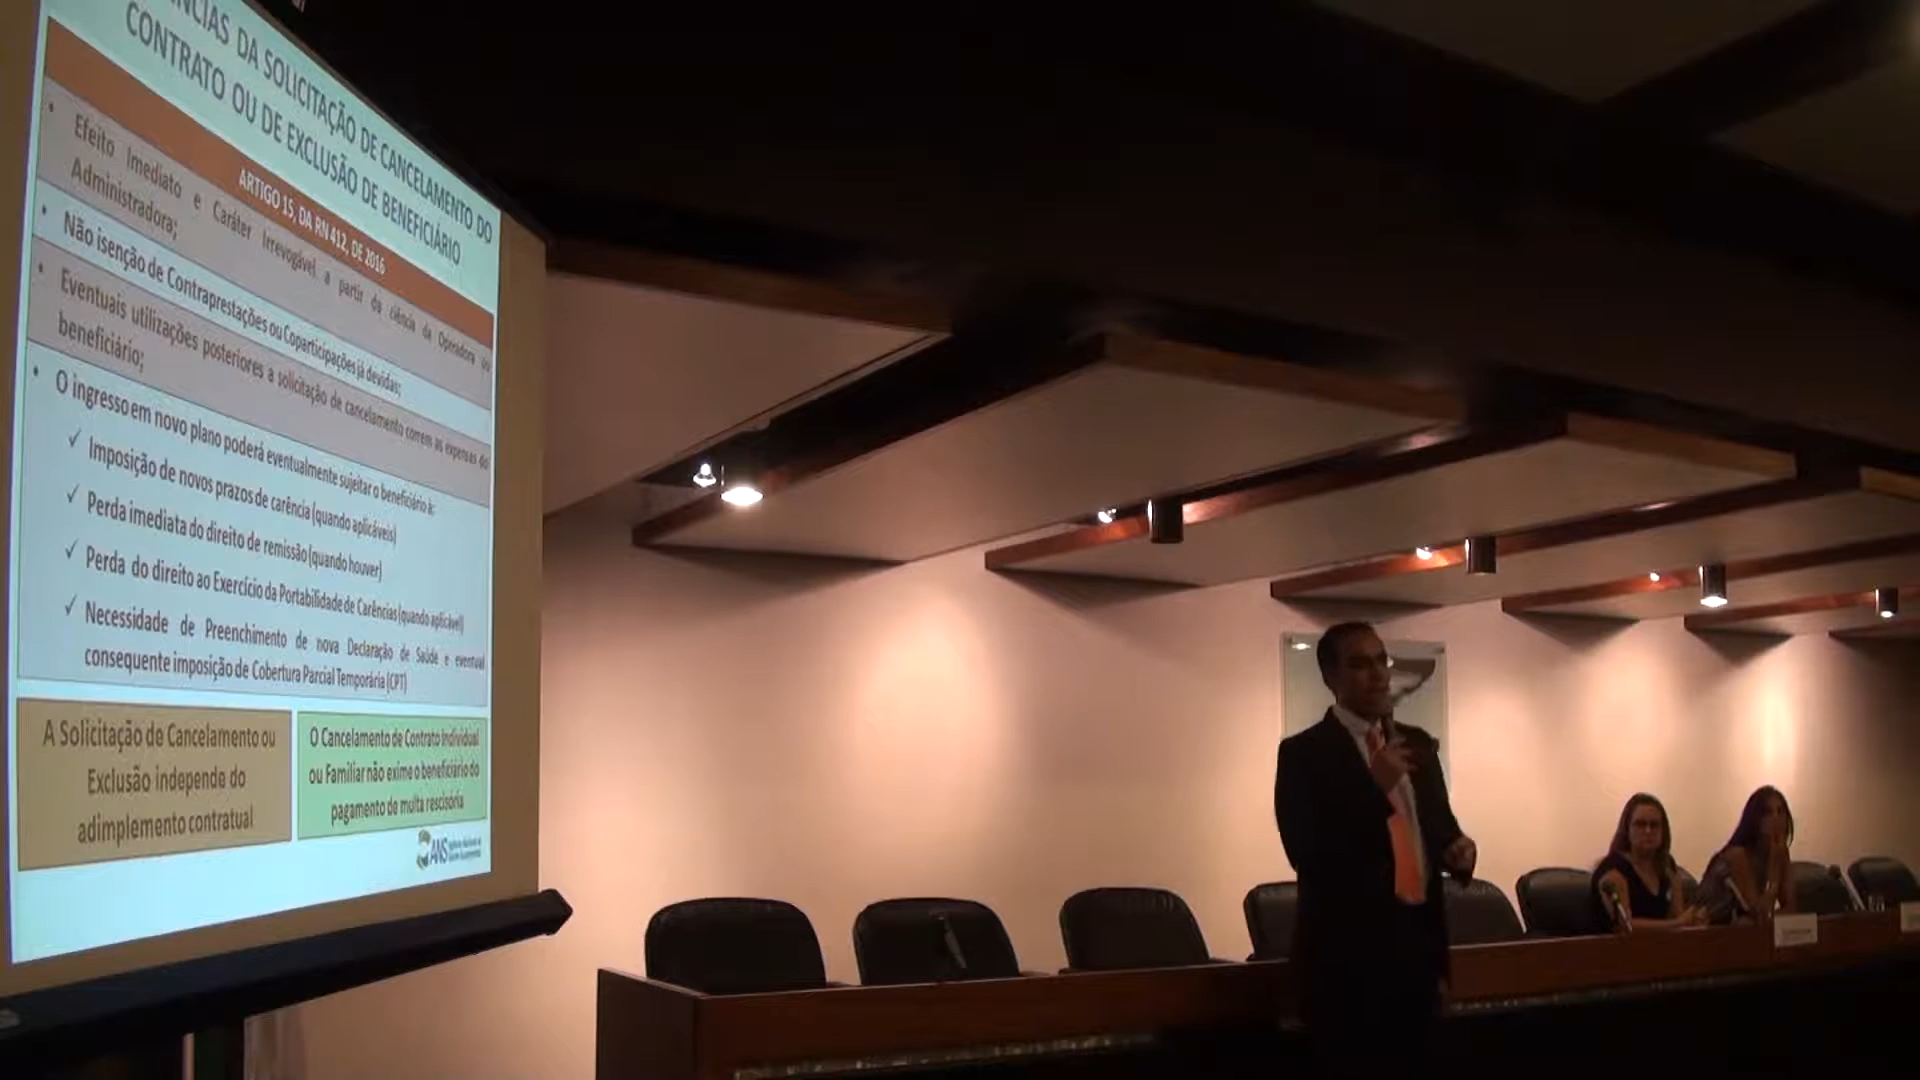 NCIAS DA SOLICITAÇÃO DE CANCELAMENTO DO
CONTRATO OU DE EXCLUSÃO DE BENEFICIÁRIO
ARTIGO 15, DA RN 412, DE 2016
• Efeito Imediato e Caráter Irrevogável a partir da ciência da Operadora ou
Administradora;
• Não isenção de Contraprestações ou Coparticipações já devidas;
• Eventuais utilizações posteriores a solicitação de cancelamento correm as expensas do
beneficiário;
• O ingresso em novo plano poderá eventualmente sujeitar o beneficiário à:
✓ Imposição de novos prazos de carência (quando aplicáveis)
✓ Perda imediata do direito de remissão (quando houver)
✓ Perda do direito ao Exercício da Portabilidade de Carências (quando aplicável)
✓ Necessidade de Preenchimento de nova Declaração de Saúde e eventual
consequente imposição de Cobertura Parcial Temporária (CPT)
A Solicitação de Cancelamento ou
Exclusão independe do
adimplemento contratual
O Cancelamento de Contrato Individual
ou Familiar não exime o beneficiário do
pagamento de multa rescisória
ANS